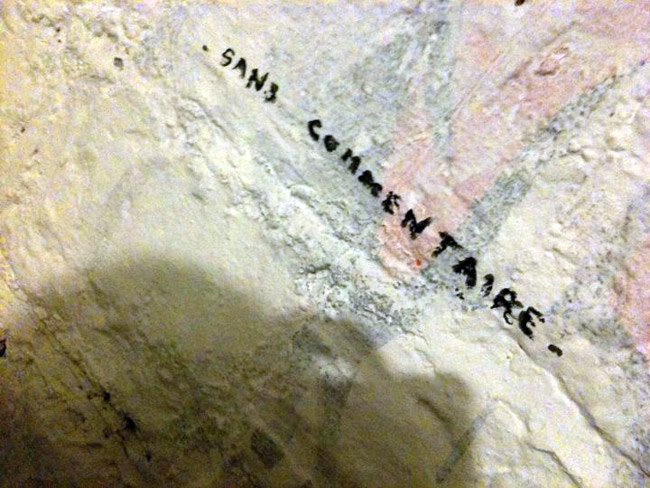 . SANS COMMENTAIRE -